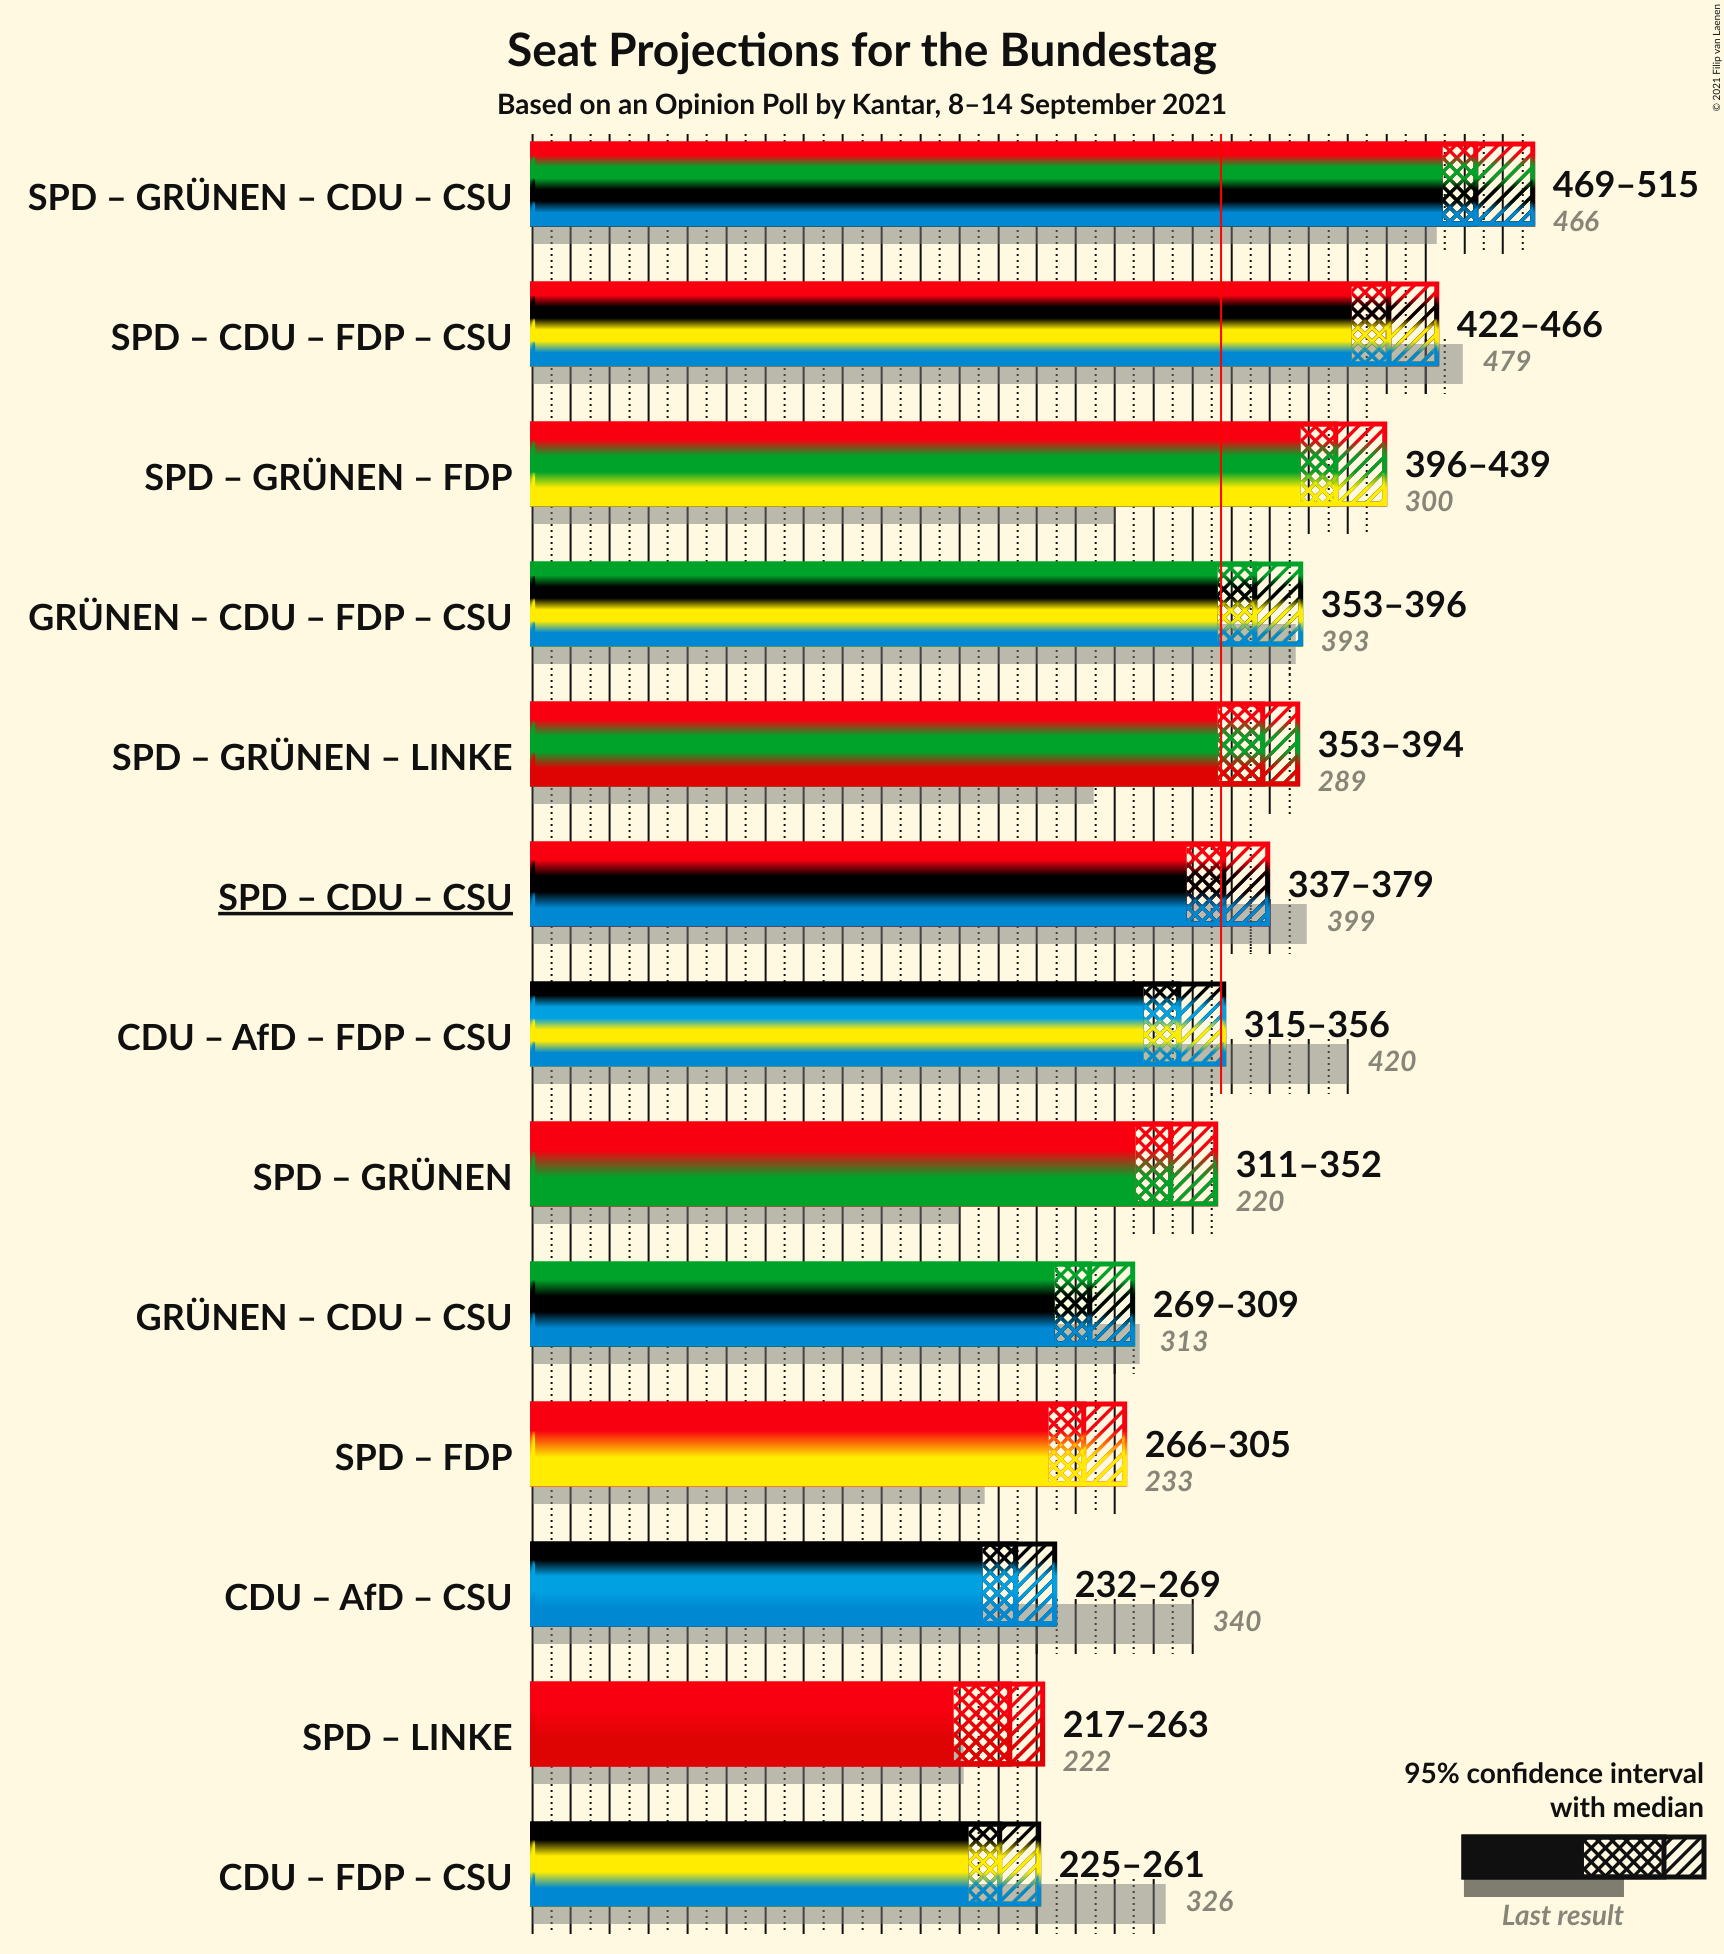 Seat Projections for the Bundestag
Based on an Opinion Poll by Kantar, 8–14 September 2021
© 2021 Filip van Laenen
SPD – GRÜNEN – CDU – CSU
469–515
466
SPD – CDU – FDP – CSU
422–466
479
SPD – GRÜNEN – FDP
396–439
300
GRÜNEN – CDU – FDP – CSU
353–396
393
SPD – GRÜNEN – LINKE
353–394
289
SPD – CDU – CSU
337–379
399
CDU – AfD – FDP – CSU
315–356
420
SPD – GRÜNEN
311–352
220
GRÜNEN – CDU – CSU
269–309
313
SPD – FDP
266–305
233
CDU – AfD – CSU
232–269
340
SPD – LINKE
217–263
222
CDU – FDP – CSU
225–261
326
95% confidence interval
with median
Last result